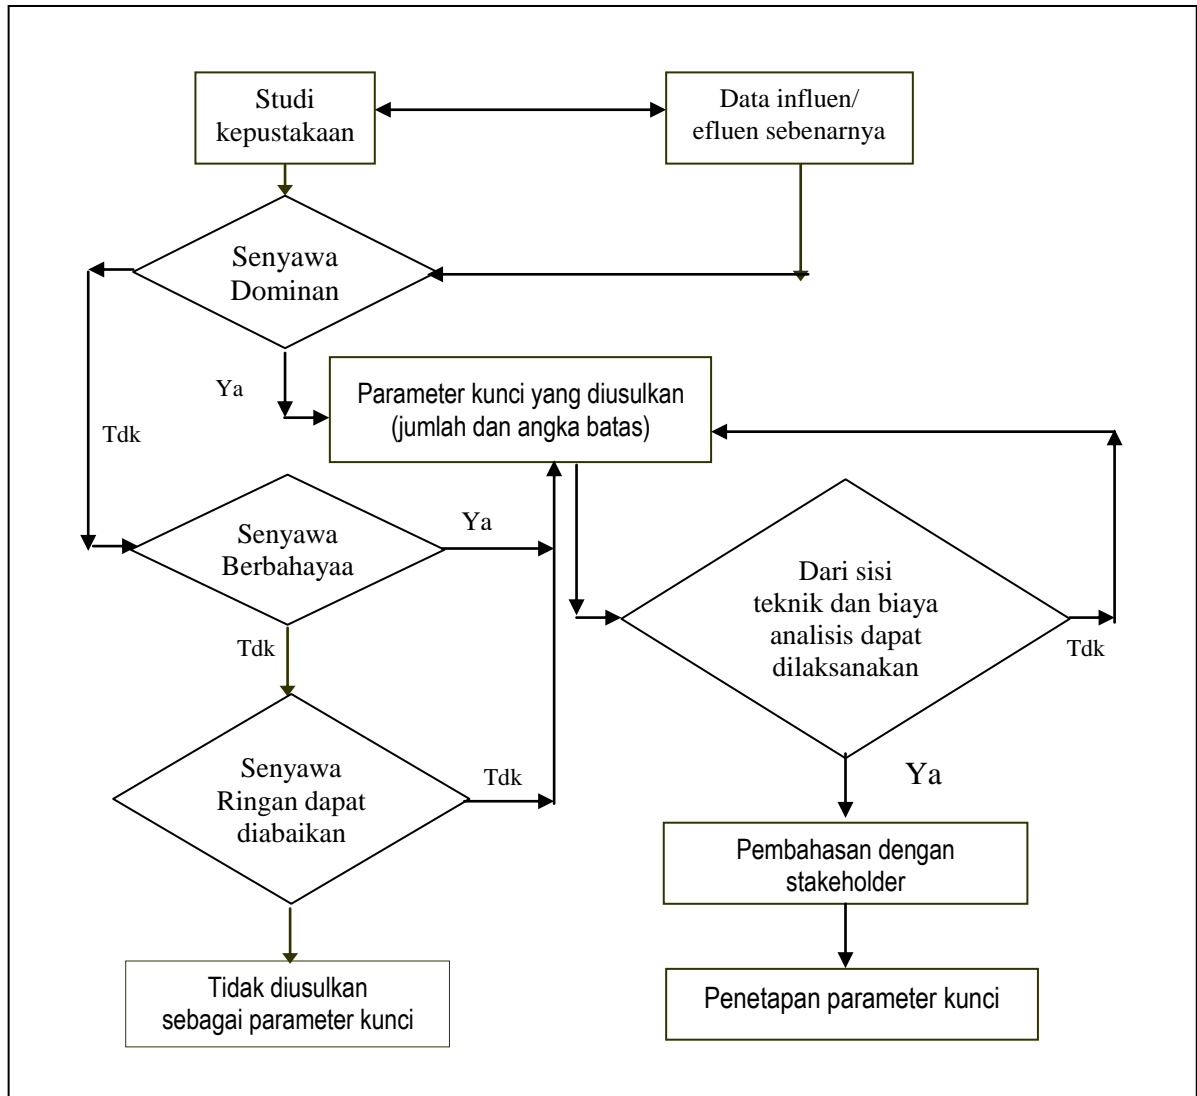 Studi
kepustakaan
Data influen/
efluen sebenarnya
Senyawa
Dominan
Ya
Parameter kunci yang diusulkan
(jumlah dan angka batas)
Tdk
Senyawa
Berbahayaa
Ya
Dari sisi
teknik dan biaya
analisis dapat
dilaksanakan
Tdk
Tdk
Senyawa
Ringan dapat
diabaikan
Tdk
Ya
Pembahasan dengan
stakeholder
Tidak diusulkan
sebagai parameter kunci
Penetapan parameter kunci